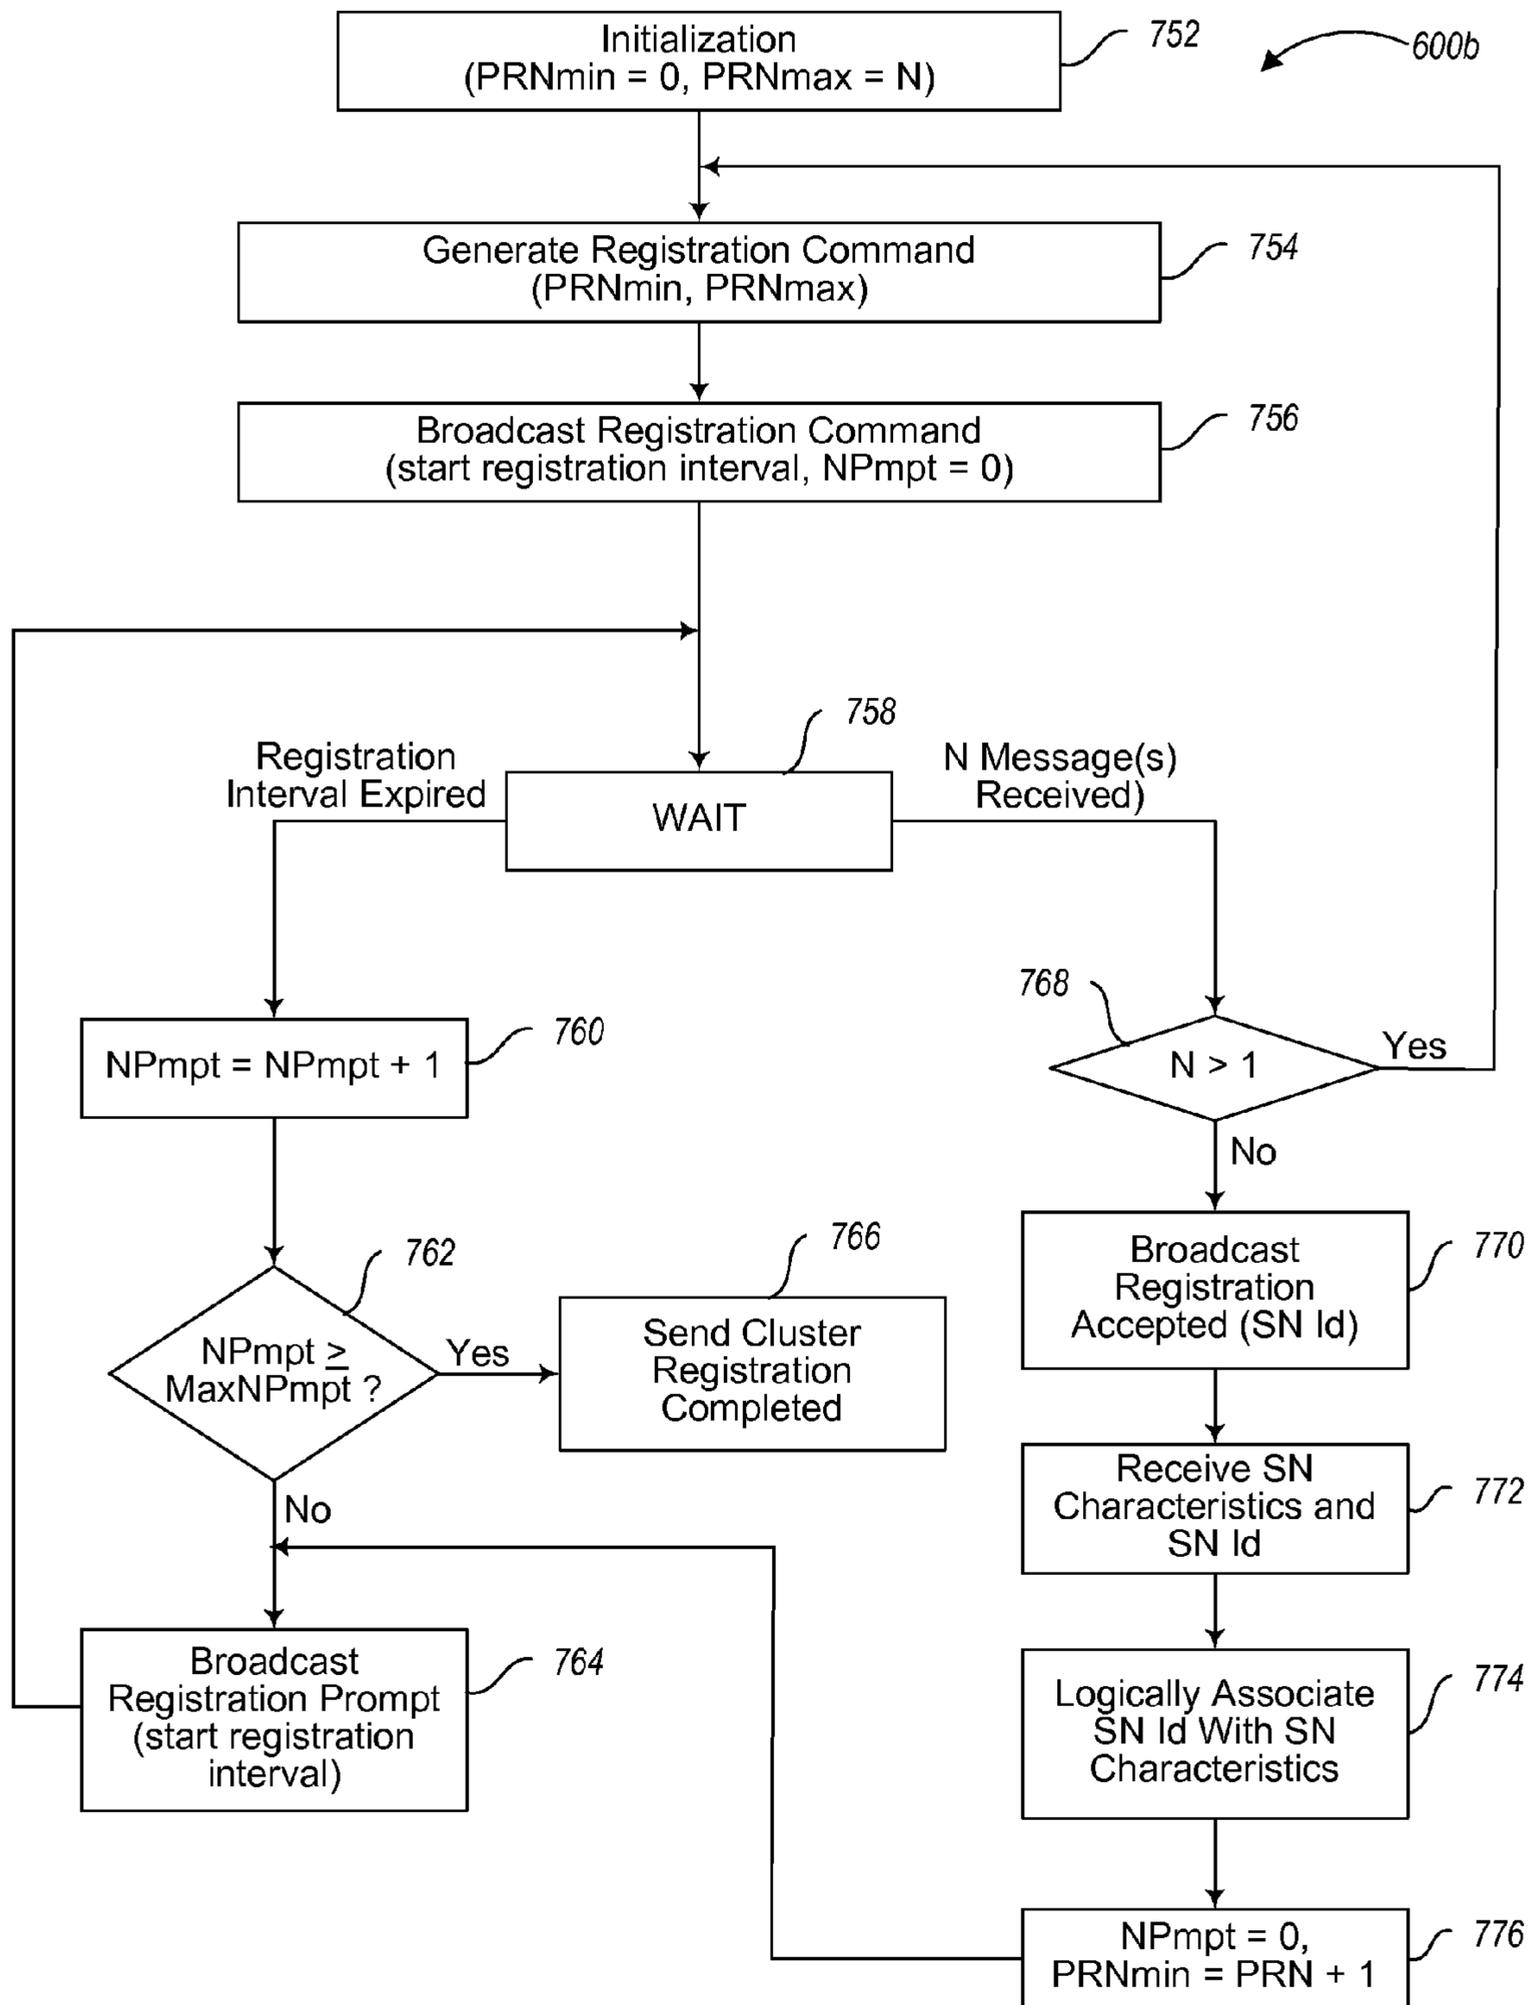 Initialization
(PRNmin = 0, PRNmax = N)
752
600b
Generate Registration Command
(PRNmin, PRNmax)
754
Broadcast Registration Command
(start registration interval, NPmpt = 0)
756
758
Registration
Interval Expired
WAIT
N Message(s)
Received)
NPmpt = NPmpt + 1
760
768
N > 1
Yes
No
762
NPmpt ≥
MaxNPmpt ?
Yes
No
766
Send Cluster
Registration
Completed
Broadcast
Registration
Accepted (SN Id)
770
Receive SN
Characteristics and
SN Id
772
Broadcast
Registration Prompt
(start registration
interval)
764
Logically Associate
SN Id With SN
Characteristics
774
NPmpt = 0,
PRNmin = PRN + 1
776